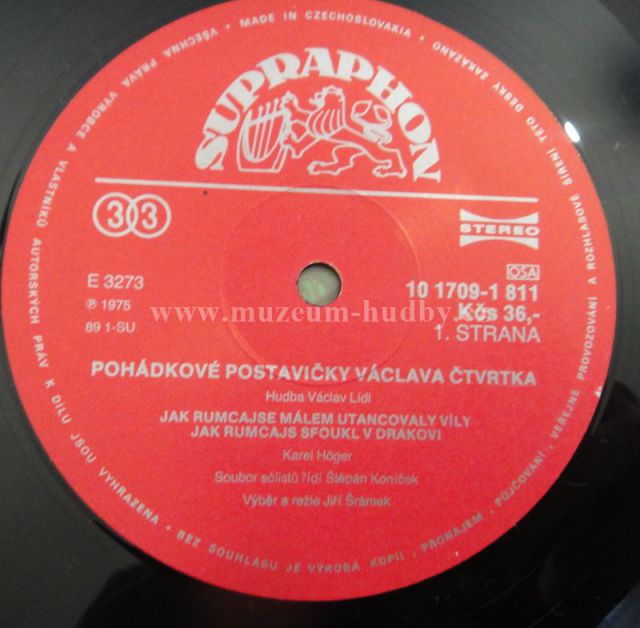 VŠECHNA PRÁVA VÝROBCE A VLASTNÍKŮ AUTORSKÝCH PRÁV K DÍLU JSOU VYHRAZENA • BEZ SOUHLASU JE VÝROBA KOPIÍ, PRONÁJEM, PŮJČOVÁNÍ, VEŘEJNÉ PROVOZOVÁNÍ A ROZHLASOVÉ ŠÍŘENÍ TÉTO DESKY ZAKÁZÁNO • MADE IN CZECHOSLOVAKIA •
SUPRAPHON
33
STEREO
E 3273
℗ 1975
89 1-SU
OSA
10 1709-1 811
Kčs 36,-
1. STRANA
www.muzeum-hudby.
POHÁDKOVÉ POSTAVIČKY VÁCLAVA ČTVRTKA
Hudba Václav Lídl
JAK RUMCAJSE MÁLEM UTANCOVALY VÍLY
JAK RUMCAJS SFOUKL V DRAKOVI
Karel Höger
Soubor sólistů řídí Štěpán Koníček
Výběr a režie Jiří Šrámek